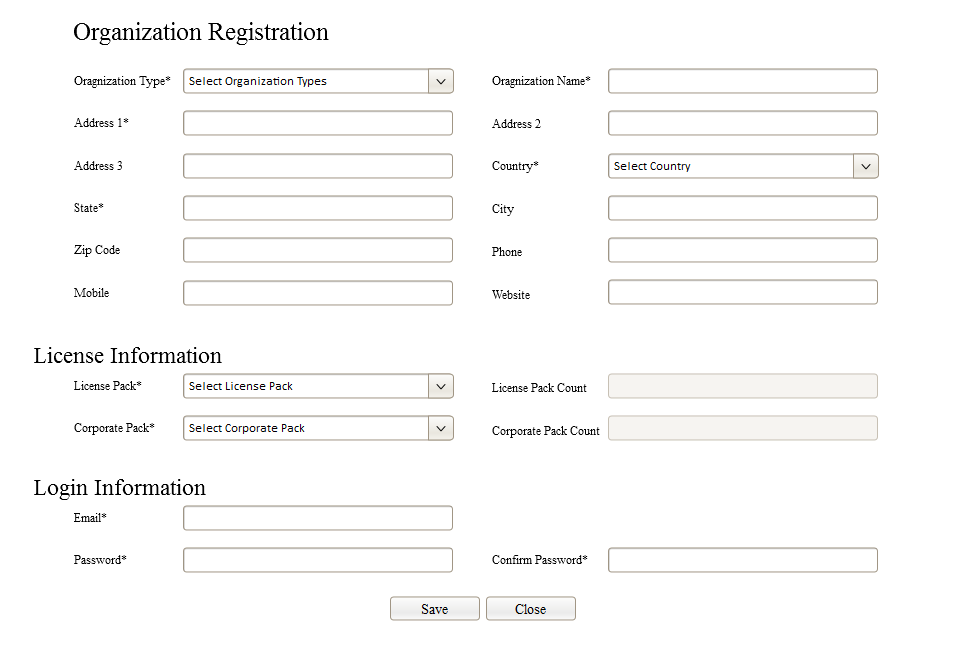 Organization Registration
Oragnization Type* Select Organization Types Oragnization Name*
Address 1* Address 2
Address 3 Country* Select Country
State* City
Zip Code Phone
Mobile Website
License Information
License Pack* Select License Pack License Pack Count
Corporate Pack* Select Corporate Pack Corporate Pack Count
Login Information
Email*
Password* Confirm Password*
Save Close